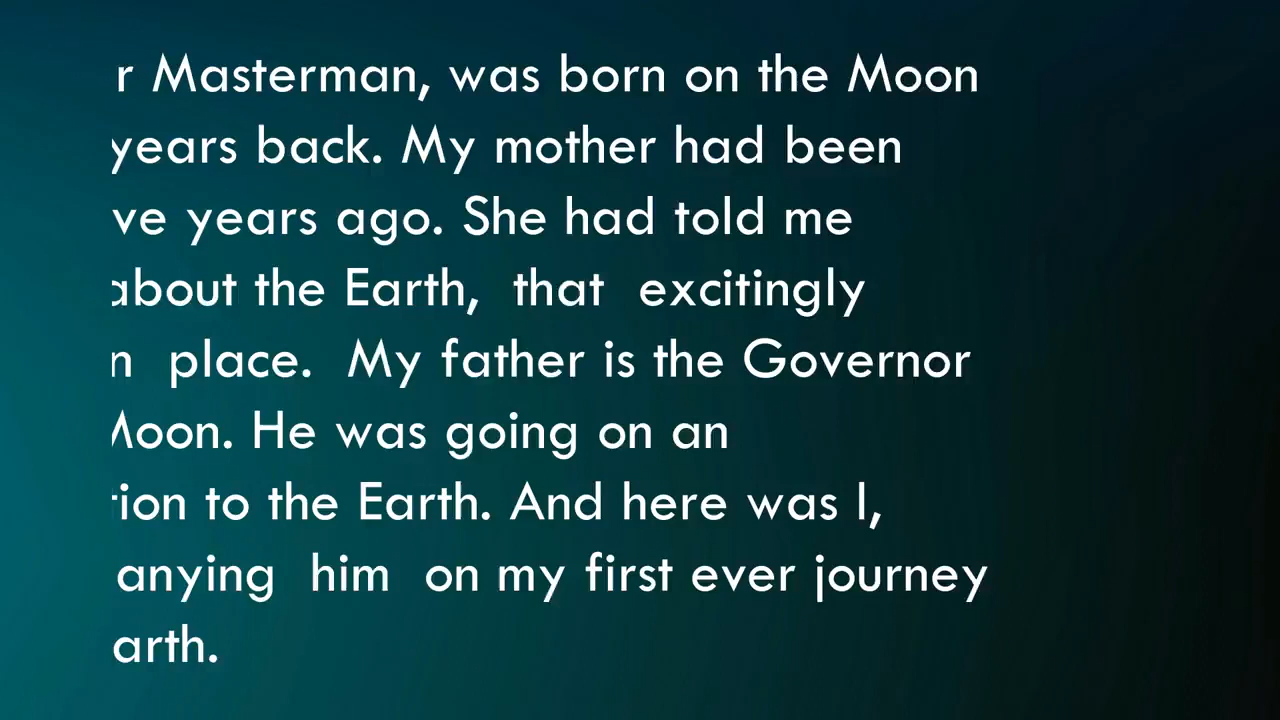 r Masterman, was born on the Moon
years back. My mother had been
ve years ago. She had told me
about the Earth, that excitingly
n place. My father is the Governor
Moon. He was going on an
tion to the Earth. And here was I,
anying him on my first ever journey
arth.